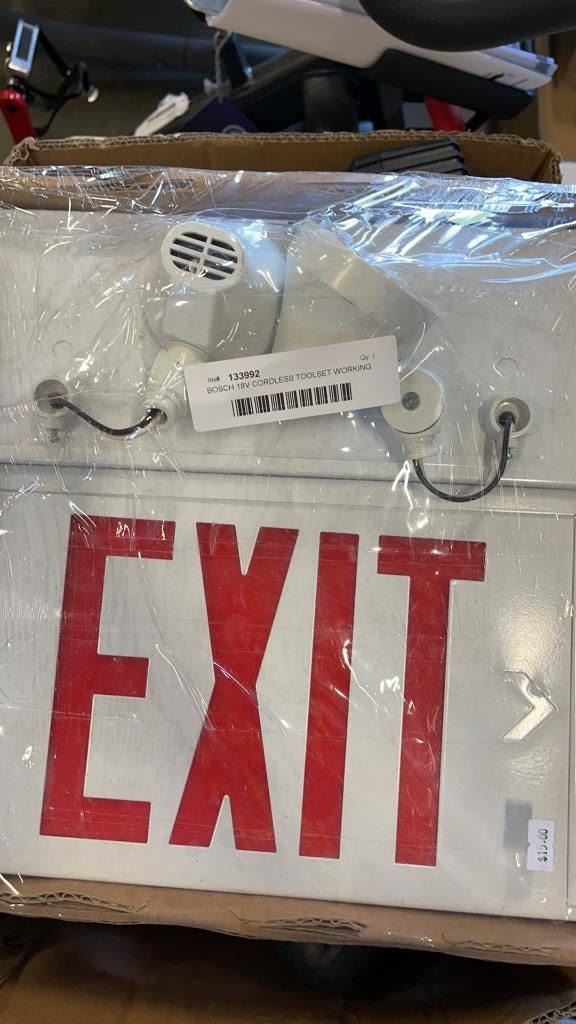 Inv#: 133992 Qty: 1
BOSCH 18V CORDLESS TOOLSET WORKING
EXIT
$15.00